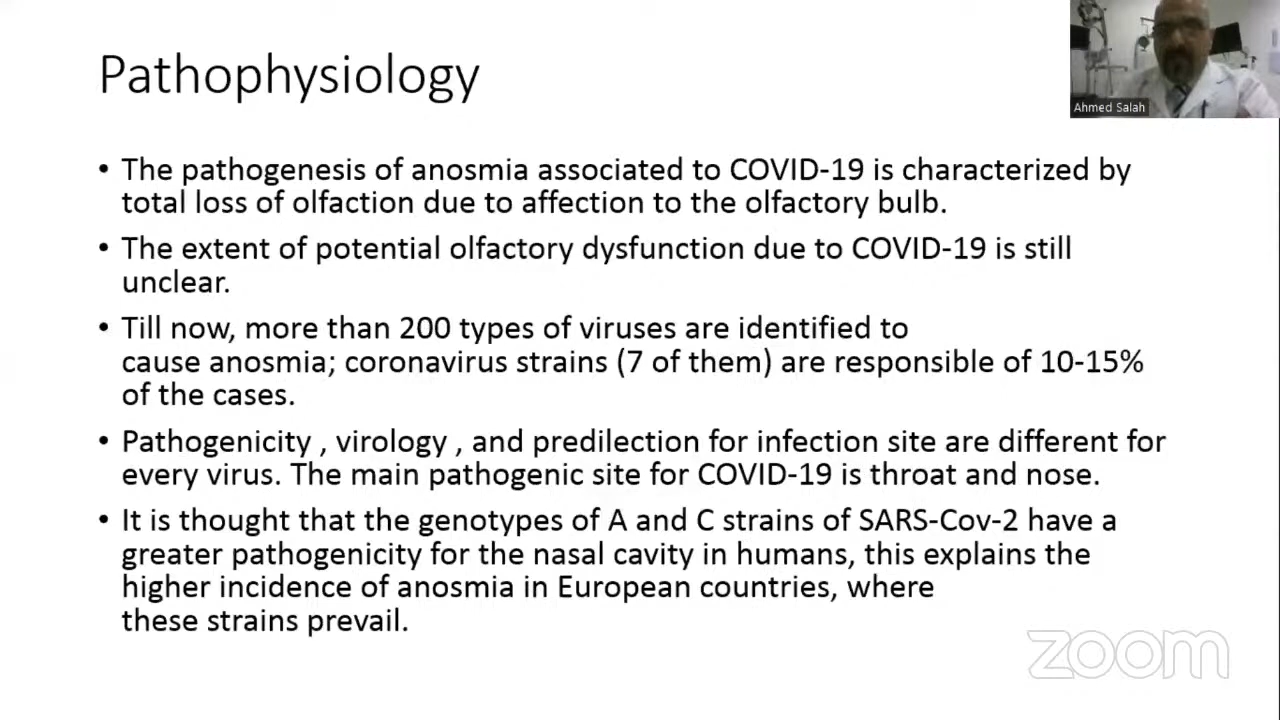 Pathophysiology
Ahmed Salah
• The pathogenesis of anosmia associated to COVID-19 is characterized by
total loss of olfaction due to affection to the olfactory bulb.
• The extent of potential olfactory dysfunction due to COVID-19 is still
unclear.
• Till now, more than 200 types of viruses are identified to
cause anosmia; coronavirus strains (7 of them) are responsible of 10-15%
of the cases.
• Pathogenicity , virology , and predilection for infection site are different for
every virus. The main pathogenic site for COVID-19 is throat and nose.
• It is thought that the genotypes of A and C strains of SARS-Cov-2 have a
greater pathogenicity for the nasal cavity in humans, this explains the
higher incidence of anosmia in European countries, where
these strains prevail.
zoom